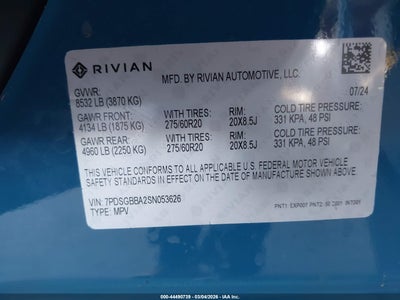 RIVIAN
MFD. BY RIVIAN AUTOMOTIVE, LLC.
GVWR:
8532 LB (3870 KG)
07/24
GAWR FRONT: WITH TIRES: RIM: COLD TIRE PRESSURE:
4134 LB (1875 KG) 275/60R20 20X8.5J 331 KPA, 48 PSI
GAWR REAR: WITH TIRES: RIM: COLD TIRE PRESSURE:
4960 LB (2250 KG) 275/60R20 20X8.5J 331 KPA, 48 PSI
THIS VEHICLE CONFORMS TO ALL APPLICABLE U.S. FEDERAL MOTOR VEHICLE
SAFETY STANDARDS IN EFFECT ON THE DATE OF MANUFACTURE SHOWN ABOVE.
VIN: 7PDSGBBA2SN053626
TYPE: MPV
PNT1: EXP007 PNT2:
000-44490739 - 03/04/2026 -